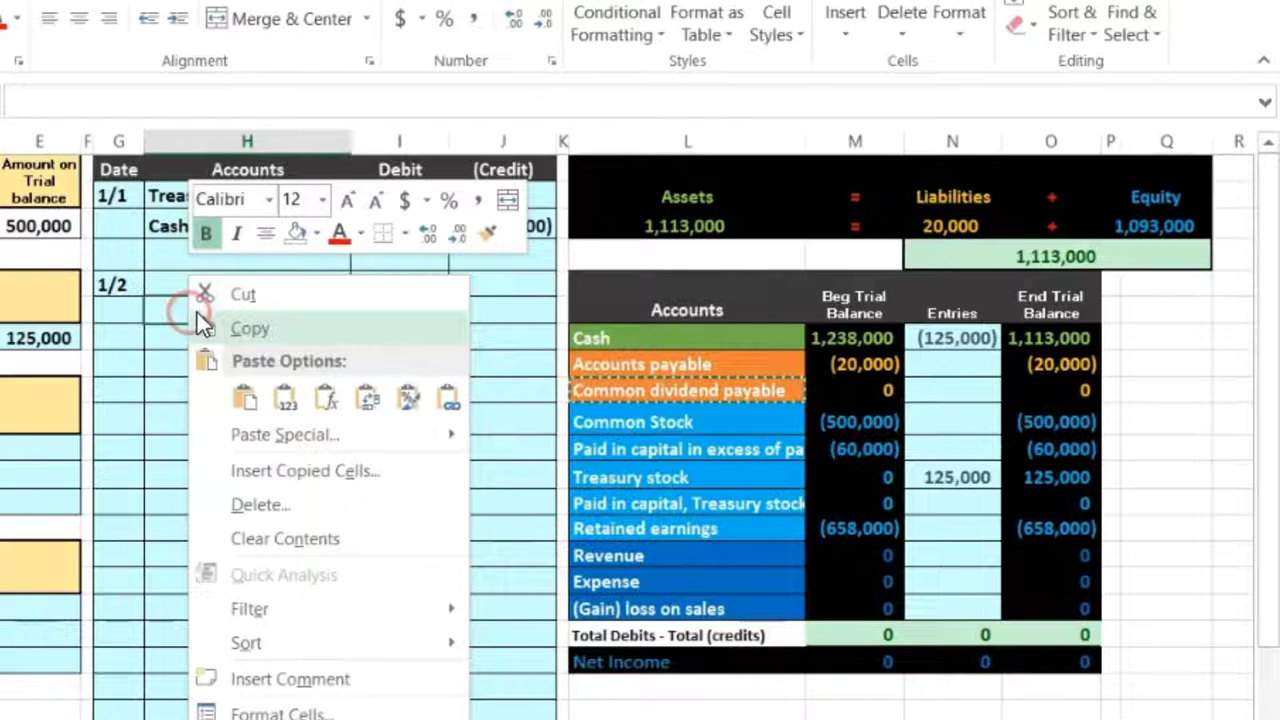 Merge & Center
$ % ,
.00 .0
Conditional Formatting
Format as Table
Cell Styles
Insert
Delete
Format
Sort & Filter
Find & Select
Alignment Number Styles Cells Editing
E F G H I J K L M N O P Q R
Amount on Trial balance
500,000
125,000
Date Accounts Debit (Credit)
1/1 Treas
Cash 00)
1/2
Calibri 12 $ % ,
B I A
Cut
Copy
Paste Options:
Paste Special...
Insert Copied Cells...
Delete...
Clear Contents
Quick Analysis
Filter
Sort
Insert Comment
Format Cells...
Assets = Liabilities + Equity
1,113,000 = 20,000 + 1,093,000
1,113,000
Accounts Beg Trial Balance Entries End Trial Balance
Cash 1,238,000 (125,000) 1,113,000
Accounts payable (20,000) (20,000)
Common dividend payable 0 0
Common Stock (500,000) (500,000)
Paid in capital in excess of pa (60,000) (60,000)
Treasury stock 0 125,000 125,000
Paid in capital, Treasury stock 0 0
Retained earnings (658,000) (658,000)
Revenue 0 0
Expense 0 0
(Gain) loss on sales 0 0
Total Debits - Total (credits) 0 0 0
Net Income 0 0 0